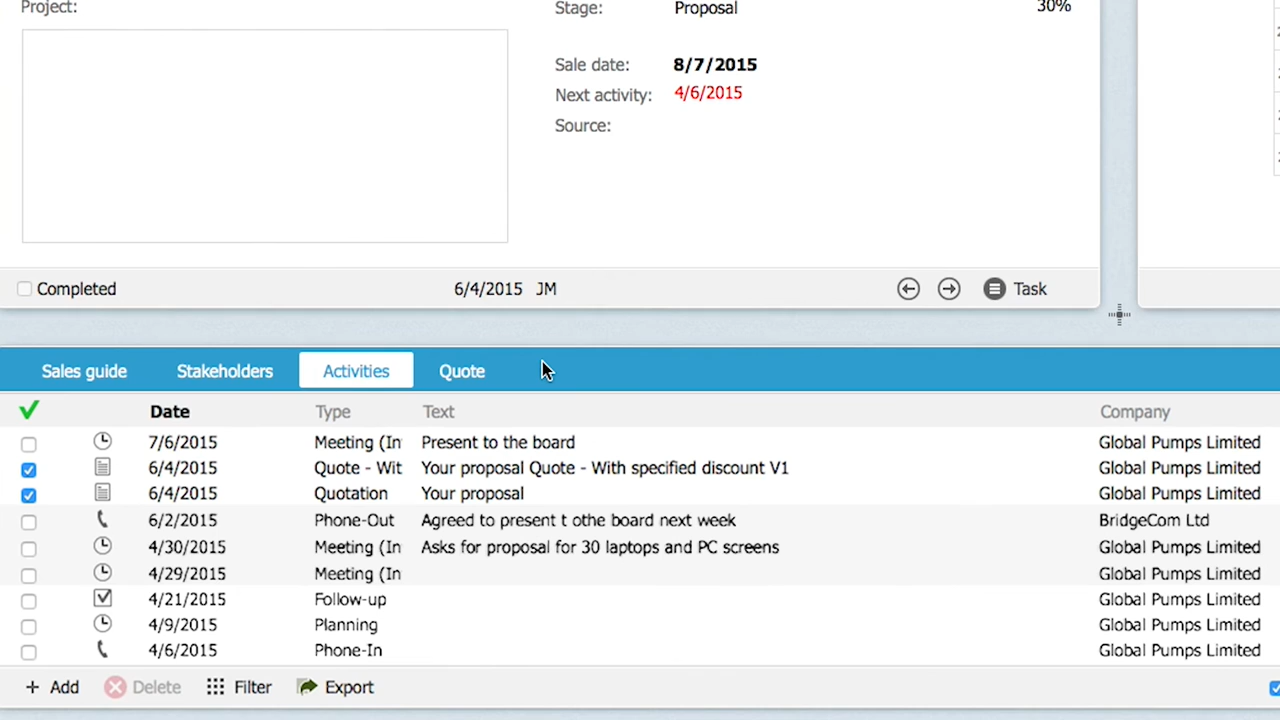 Project:
Stage: Proposal 30%
Sale date: 8/7/2015
Next activity: 4/6/2015
Source:
Completed 6/4/2015 JM Task
Sales guide Stakeholders Activities Quote
Date Type Text Company
7/6/2015 Meeting (In Present to the board Global Pumps Limited
6/4/2015 Quote - Wit Your proposal Quote - With specified discount V1 Global Pumps Limited
6/4/2015 Quotation Your proposal Global Pumps Limited
6/2/2015 Phone-Out Agreed to present t othe board next week BridgeCom Ltd
4/30/2015 Meeting (In Asks for proposal for 30 laptops and PC screens Global Pumps Limited
4/29/2015 Meeting (In Global Pumps Limited
4/21/2015 Follow-up Global Pumps Limited
4/9/2015 Planning Global Pumps Limited
4/6/2015 Phone-In Global Pumps Limited
+ Add Delete Filter Export